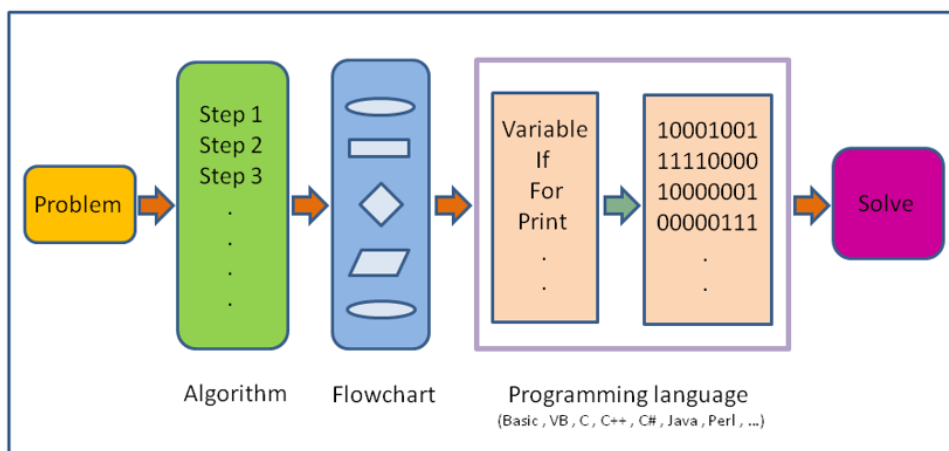 Problem
Step 1
Step 2
Step 3
.
.
.
.
Algorithm
Flowchart
Variable
If
For
Print
.
.
10001001
11110000
10000001
00000111
.
.
Programming language
(Basic , VB , C , C++ , C# , Java , Perl , ...)
Solve